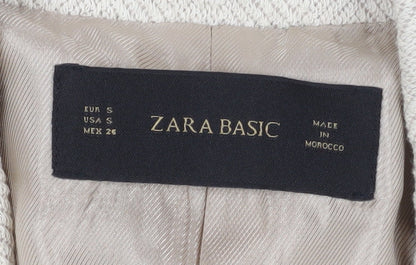 EUR S
USA S
MEX 26
ZARA BASIC
MADE
IN
MOROCCO